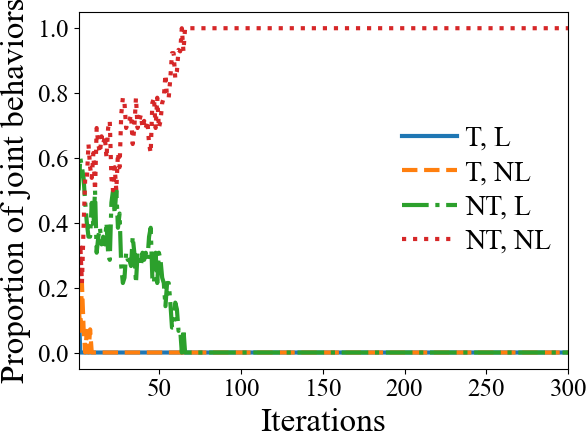 Proportion of joint behaviors
1.0
0.8
0.6
0.4
0.2
0.0
T, L
T, NL
NT, L
NT, NL
50
100
150
200
250
300
Iterations